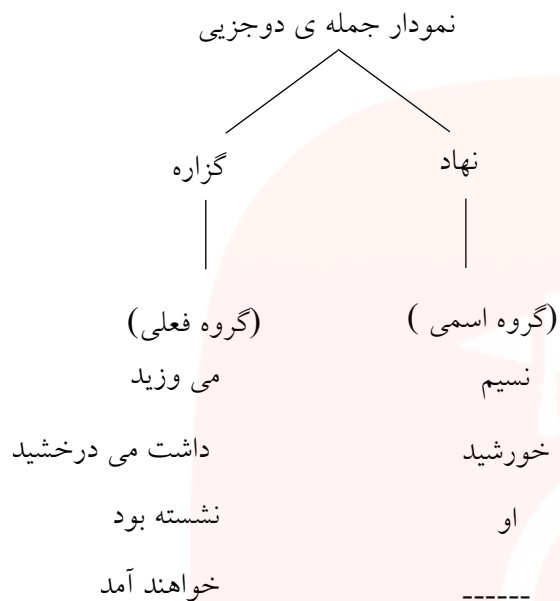 نمودار جمله ی دوجزیی
نهاد گزاره
(گروه اسمی ) (گروه فعلی)
نسیم می وزید
خورشید داشت می درخشید
او نشسته بود
------ خواهند آمد